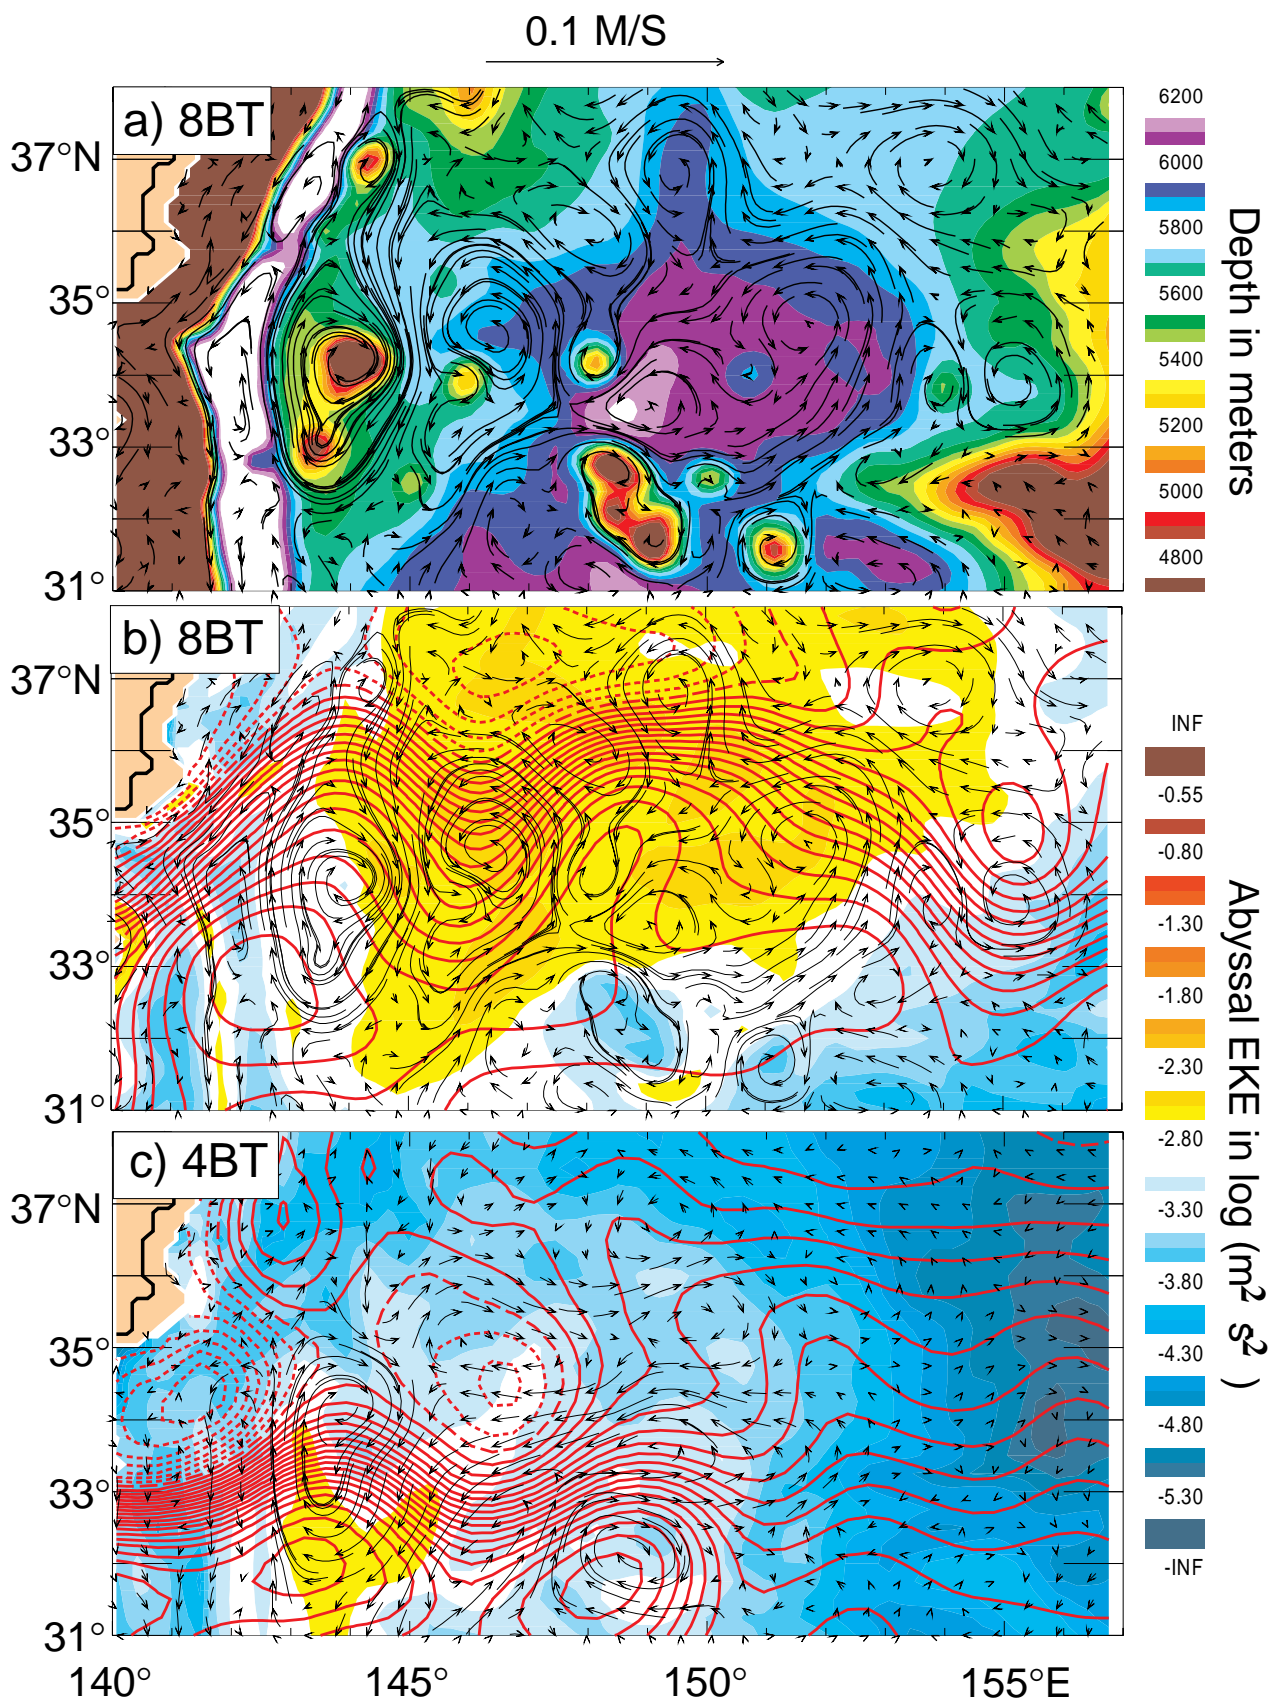 0.1 M/S
a) 8BT
37°N
35°
33°
31°
6200
6000
5800
5600
5400
5200
5000
4800
Depth in meters
b) 8BT
37°N
35°
33°
31°
INF
-0.55
-0.80
-1.30
-1.80
-2.30
-2.80
-3.30
-3.80
-4.30
-4.80
-5.30
-INF
Abyssal EKE in log (m² s² )
c) 4BT
37°N
35°
33°
31°
140° 145° 150° 155°E